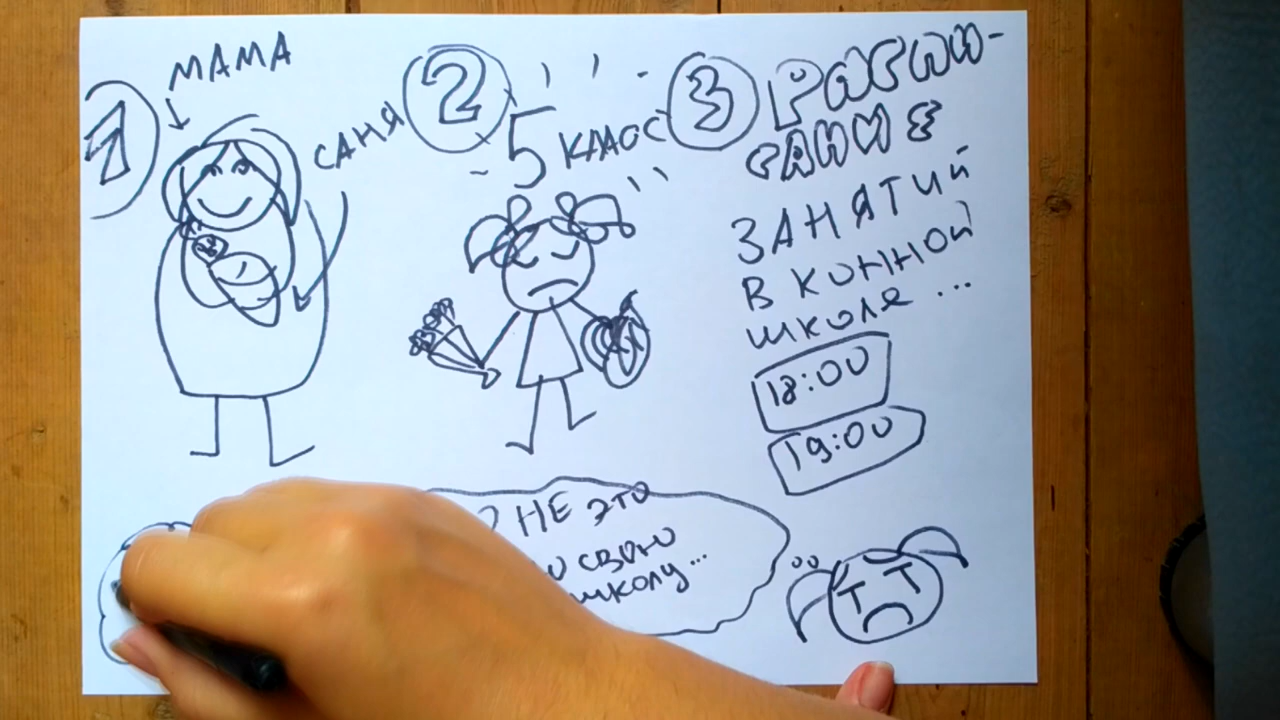 1
МАМА
САНЯ
2
5 КЛАСС
3
РАСПИ-
САНИЕ
ЗАНЯТИЙ
В КОННОЙ
ШКОЛЕ ...
18:00
19:00
НЕ ЭТО
СВОЮ
школу...